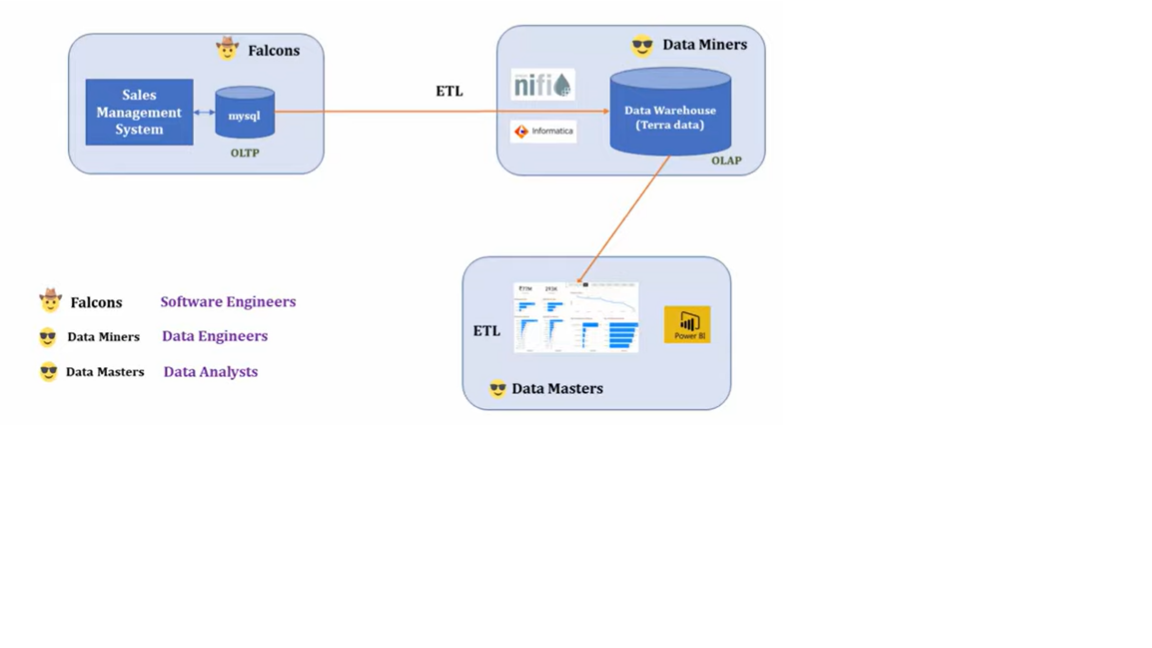 Falcons
Sales
Management
System
mysql
OLTP
ETL
Data Miners
nifi
Informatica
Data Warehouse
(Terra data)
OLAP
ETL
Power BI
Data Masters
Falcons Software Engineers
Data Miners Data Engineers
Data Masters Data Analysts